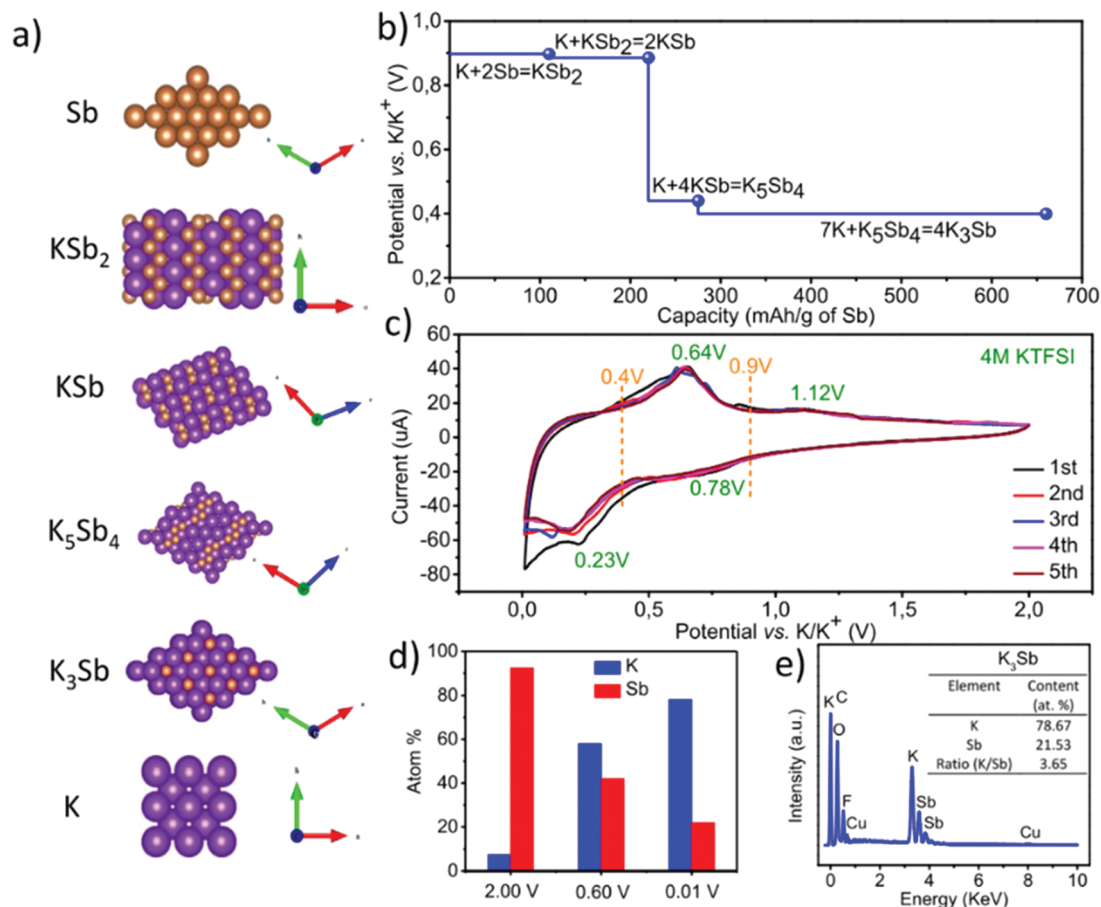 a)
Sb
KSb2
KSb
K5Sb4
K3Sb
K
b)
1,0
0,8
1,0
0,4
0,2
Potential vs. K/K+ (V)
K+KSb2=2KSb
K+2Sb=KSb2
K+4KSb=K5Sb4
7K+K5Sb4=4K3Sb
0 100 200 300 400 500 600 700
Capacity (mAh/g of Sb)
c)
60
40
20
0
-20
-40
-60
-80
Current (uA)
0.64V
4M KTFSI
0.4V
0.9V
1.12V
0.78V
0.23V
1st
2nd
3rd
4th
5th
0,0 0,5 1,0 1,5 2,0
Potential vs. K/K+ (V)
d)
100
80
60
40
20
0
Atom %
K
Sb
2.00 V 0.60 V 0.01 V
e)
Intensity (a.u.)
K3Sb
Element Content (at. %)
K 78.67
Sb 21.53
Ratio (K/Sb) 3.65
K C
O
F
Cu
K
Sb
Sb
Cu
0 2 4 6 8 10
Energy (KeV)